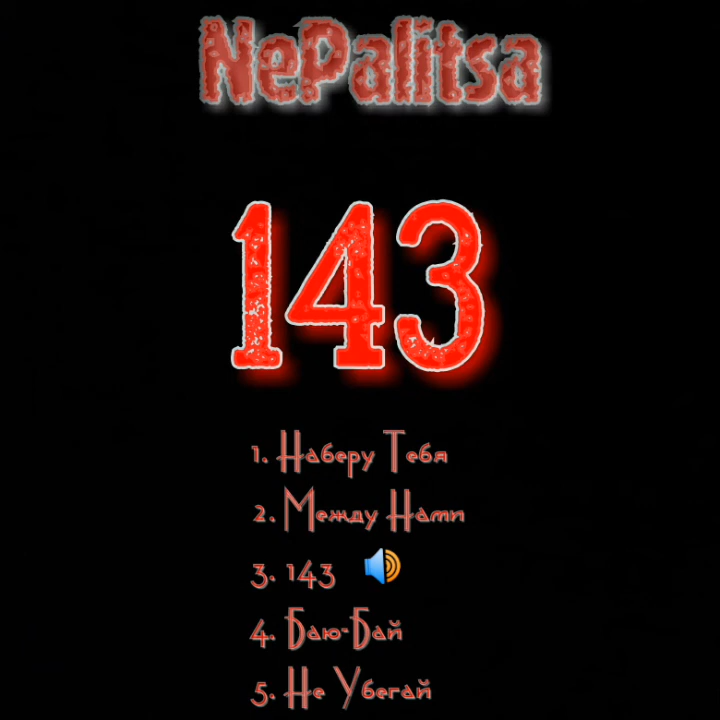 NePalitsa
143
1. Наберу Тебя
2. Между Нами
3. 143
4. Баю-Бай
5. Не Убегай